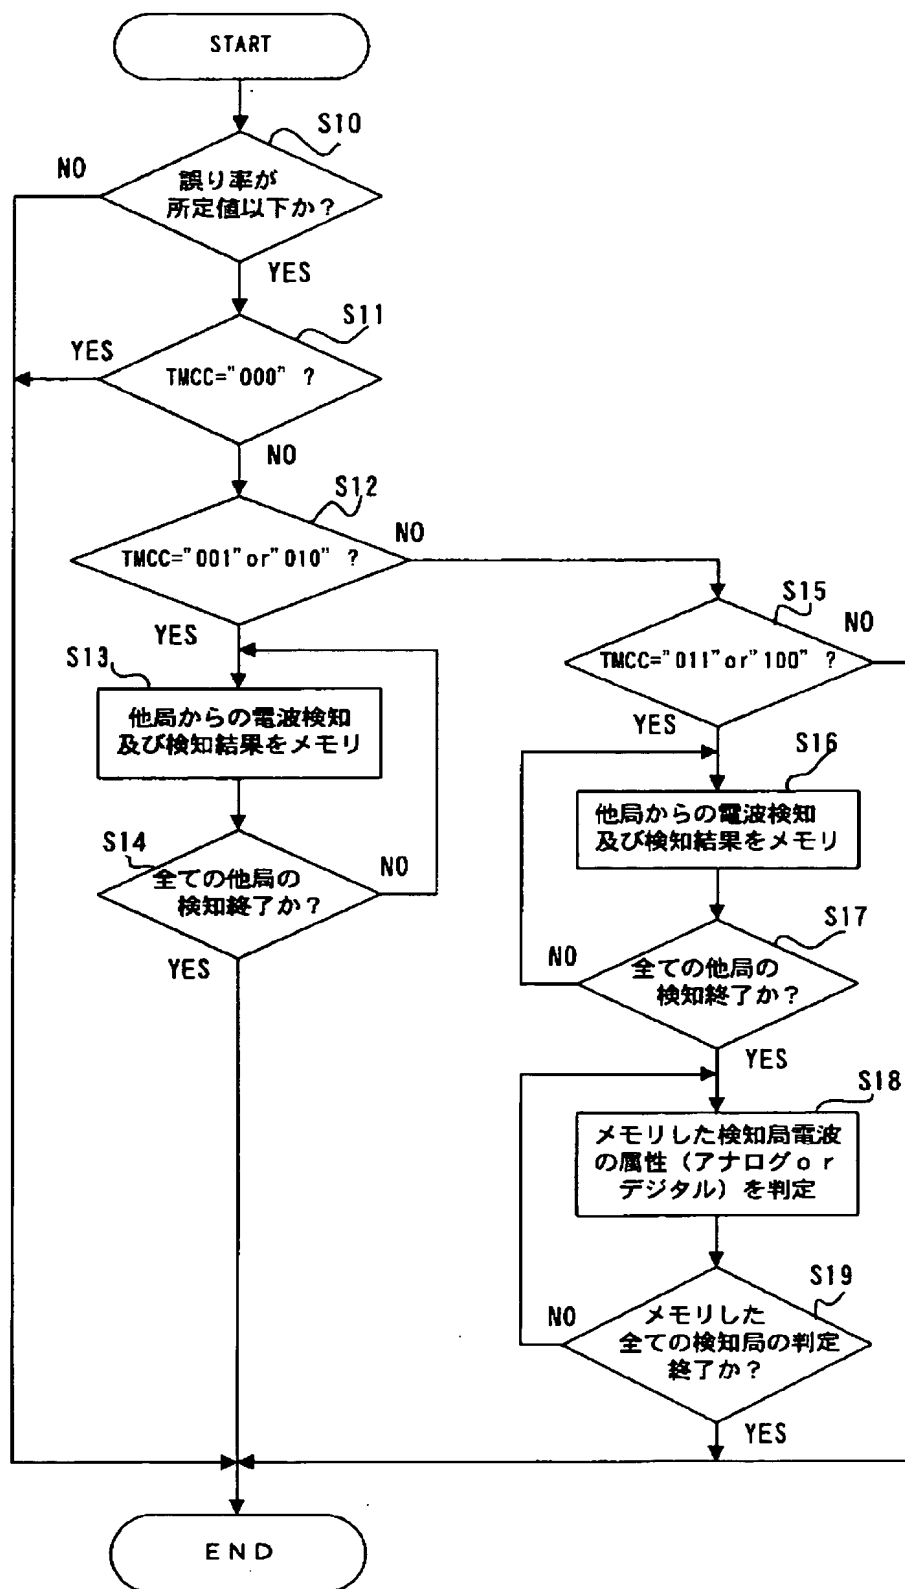 START
S10
NO
誤り率が
所定値以下か？
YES
S11
YES
TMCC="000" ?
NO
S12
NO
TMCC="001"or"010" ?
YES
S15
NO
TMCC="011"or"100" ?
YES
S13
他局からの電波検知
及び検知結果をメモリ
S14
NO
全ての他局の
検知終了か？
YES
S16
他局からの電波検知
及び検知結果をメモリ
S17
NO
全ての他局の
検知終了か？
YES
S18
メモリした検知局電波
の属性（アナログｏｒ
デジタル）を判定
S19
NO
メモリした
全ての検知局の判定
終了か？
YES
END